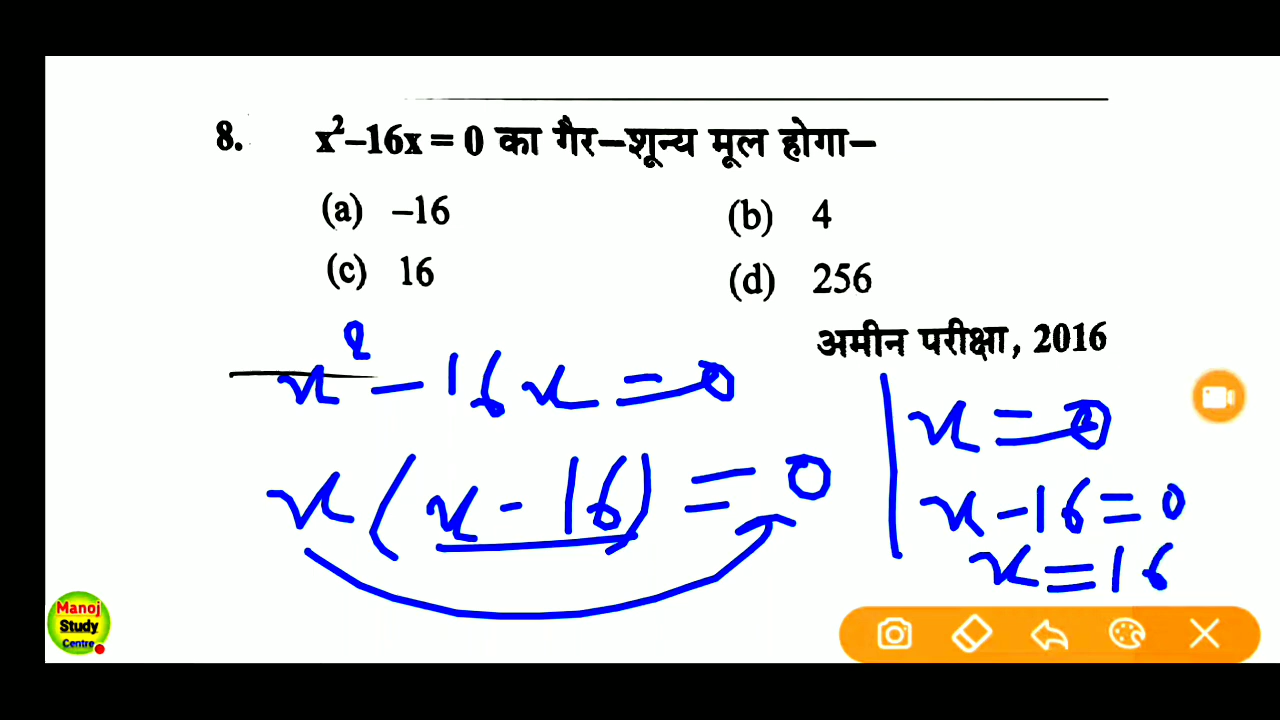 8. x²–16x = 0 का गैर–शून्य मूल होगा–
(a) –16 (b) 4
(c) 16 (d) 256
अमीन परीक्षा, 2016
x² – 16x = 0
x(x - 16) = 0
x = 0
x – 16 = 0
x = 16
Manoj
Study
Centre